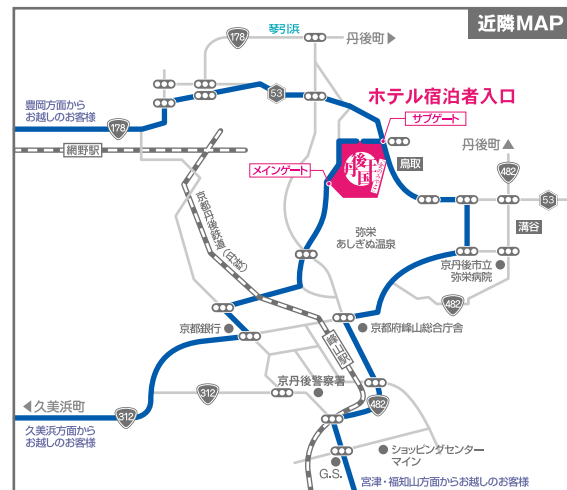 近隣MAP
琴引浜
178
丹後町▶
豊岡方面から
お越しのお客様
53
ホテル宿泊者入口
サブゲート
178
網野駅
丹後町▲
メインゲート
丹後王国
鳥取
482
53
京都丹後鉄道(宮津)
弥栄
あしぎぬ温泉
溝谷
京丹後市立
弥栄病院
482
京都銀行
京都府峰山総合庁舎
峰山駅
京丹後警察署
312
482
◀久美浜町
312
久美浜方面から
お越しのお客様
ショッピングセンター
マイン
G.S.
宮津・福知山方面からお越しのお客様